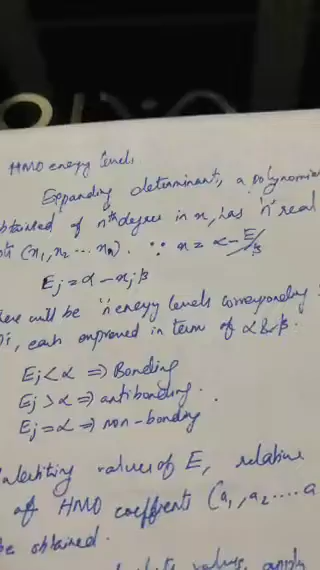 HMO energy levels
Expanding determinant, a polynomial
obtained of nth degree in x, has 'n' real
(x1, x2 ... xn). ∵ x = α - E/β
Ej = α - xjβ
There will be 'n' energy levels corresponding
, each expressed in term of α & β.
Ej < α => Bonding
Ej > α => antibonding.
Ej = α => non-bonding
values of E, relative
of HMO coefficients (a1, a2 .... a
be obtained.
values, apply